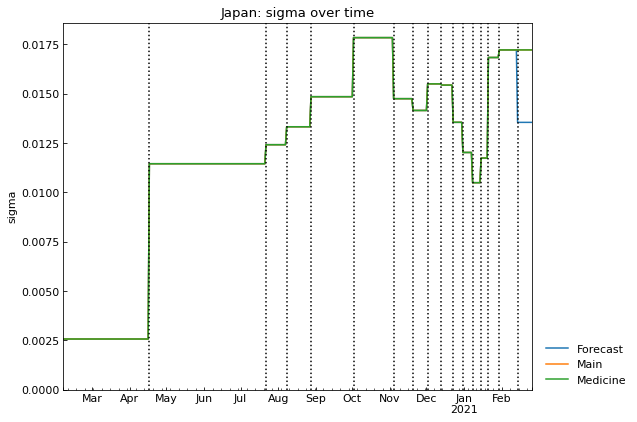 Japan: sigma over time
0.0175
0.0150
0.0125
0.0100
0.0075
0.0050
0.0025
0.0000
sigma
Mar Apr May Jun Jul Aug Sep Oct Nov Dec Jan Feb
2021
Forecast
Main
Medicine